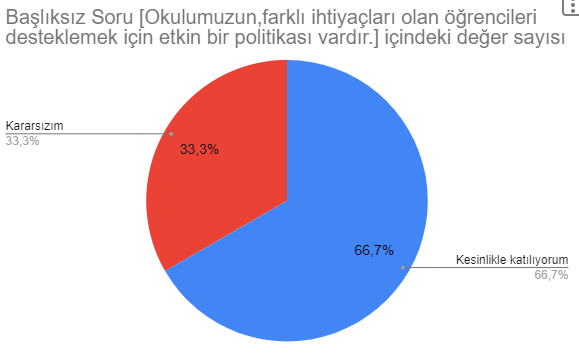 Başlıksız Soru [Okulumuzun,farklı ihtiyaçları olan öğrencileri
desteklemek için etkin bir politikası vardır.] içindeki değer sayısı
Kararsızım
33,3%
33,3%
66,7%
Kesinlikle katılıyorum
66,7%